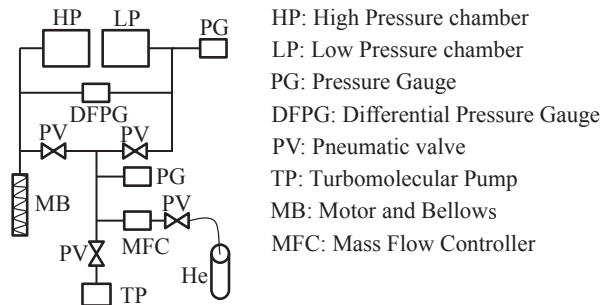 HP
LP
PG
DFPG
PV
PV
PG
MB
PV
MFC
PV
He
TP
HP: High Pressure chamber
LP: Low Pressure chamber
PG: Pressure Gauge
DFPG: Differential Pressure Gauge
PV: Pneumatic valve
TP: Turbomolecular Pump
MB: Motor and Bellows
MFC: Mass Flow Controller